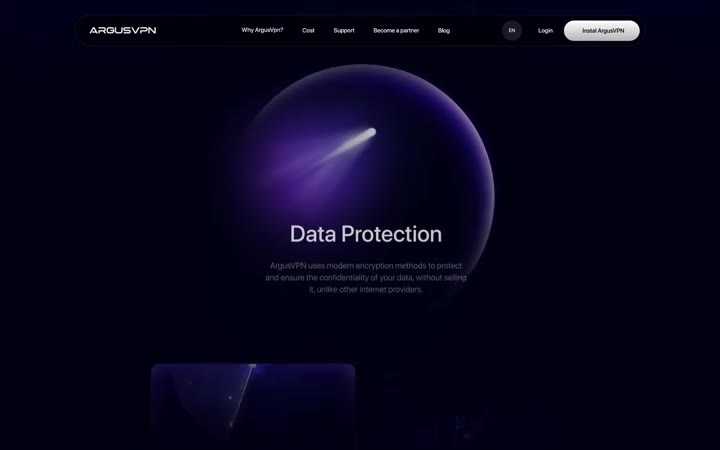 ARGUSVPN
Why ArgusVpn?
Cost
Support
Become a partner
Blog
EN
Login
Instal ArgusVPN
Data Protection
ArgusVPN uses modern encryption methods to protect
and ensure the confidentiality of your data, without selling
it, unlike other internet providers.